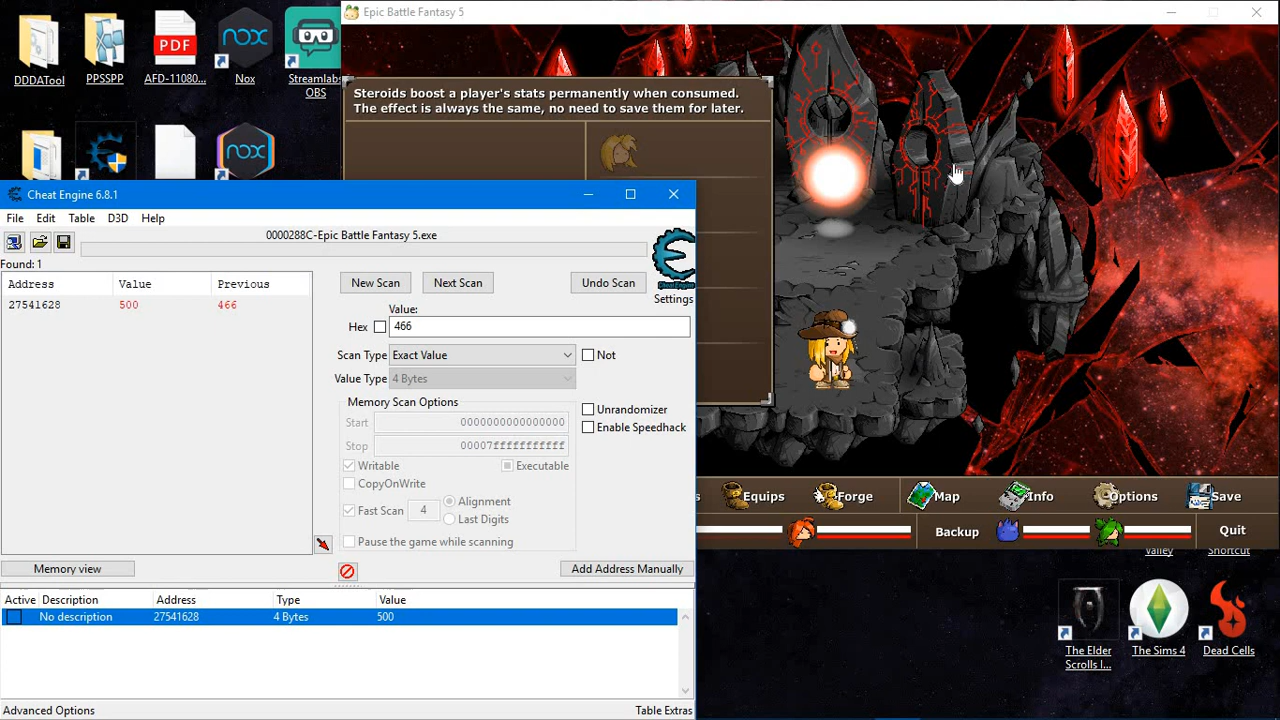 DDDATool
PPSSPP
PDF
AFD-11080...
nox
Nox
Streamlabs
OBS
nox
Epic Battle Fantasy 5
Steroids boost a player's stats permanently when consumed.
The effect is always the same, no need to save them for later.
Cheat Engine 6.8.1
File Edit Table D3D Help
0000288C-Epic Battle Fantasy 5.exe
Found: 1
Address Value Previous
27541628 500 466
New Scan Next Scan Undo Scan
Cheat Engine
Settings
Value:
Hex 466
Scan Type Exact Value Not
Value Type 4 Bytes
Memory Scan Options
Start 0000000000000000
Stop 00007fffffffffff
Unrandomizer
Enable Speedhack
Writable Executable
CopyOnWrite
Fast Scan 4 Alignment
Last Digits
Pause the game while scanning
Memory view Add Address Manually
Active Description Address Type Value
No description 27541628 4 Bytes 500
Advanced Options Table Extras
s Equips Forge Map Info Options Save
Backup Quit
Valley
Shortcut
The Elder
Scrolls I...
The Sims 4
Dead Cells